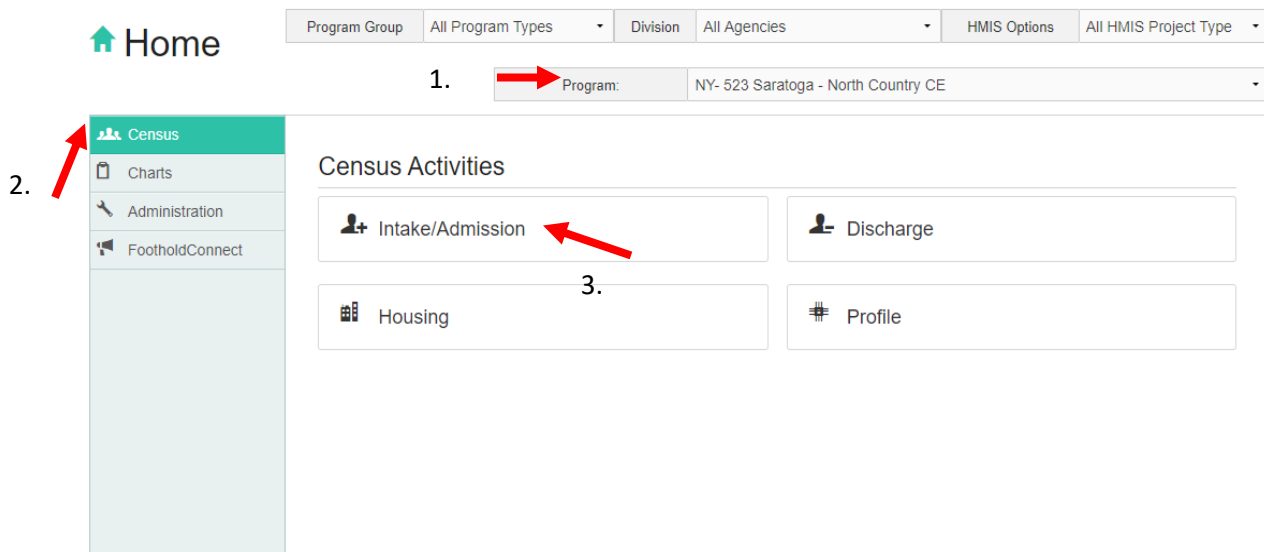 Home
Program Group All Program Types Division All Agencies HMIS Options All HMIS Project Type
1.
Program: NY- 523 Saratoga - North Country CE
2.
Census
Charts
Administration
FootholdConnect
Census Activities
Intake/Admission
Discharge
3.
Housing
Profile